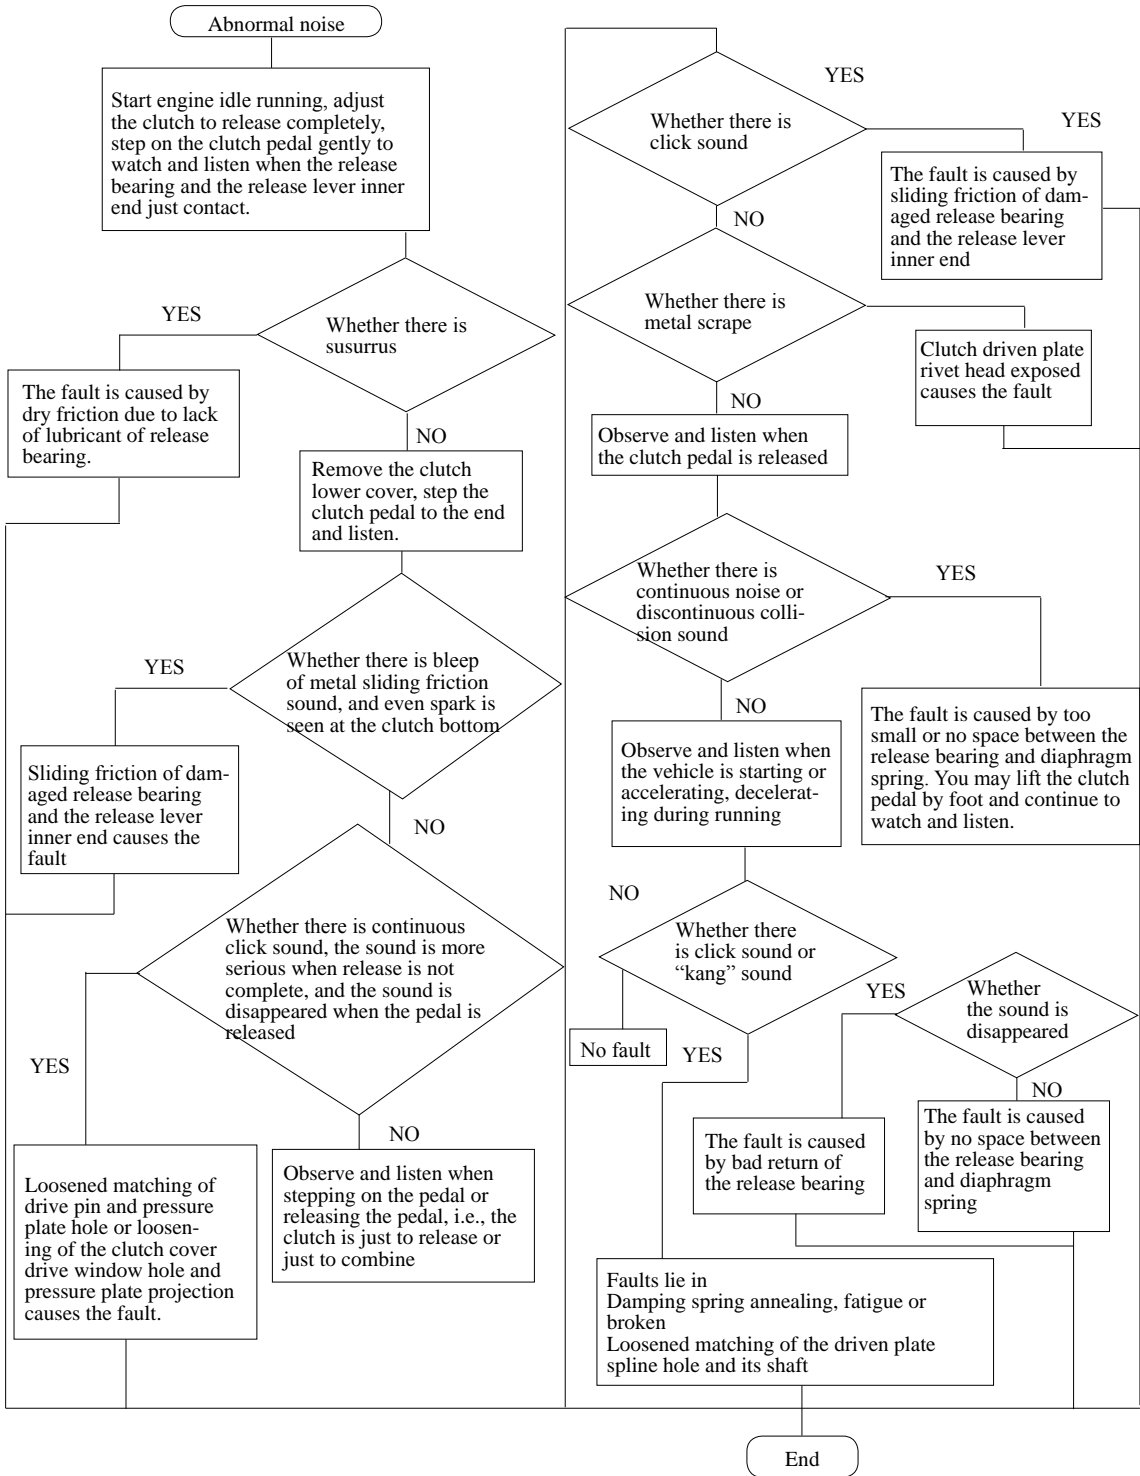 Abnormal noise
Start engine idle running, adjust
the clutch to release completely,
step on the clutch pedal gently to
watch and listen when the release
bearing and the release lever inner
end just contact.
YES
Whether there is
susurrus
The fault is caused by
dry friction due to lack
of lubricant of release
bearing.
NO
Remove the clutch
lower cover, step the
clutch pedal to the end
and listen.
YES
Whether there is bleep
of metal sliding friction
sound, and even spark is
seen at the clutch bottom
Sliding friction of dam-
aged release bearing
and the release lever
inner end causes the
fault
NO
Whether there is continuous
click sound, the sound is more
serious when release is not
complete, and the sound is
disappeared when the pedal is
released
YES
NO
Loosened matching of
drive pin and pressure
plate hole or loosen-
ing of the clutch cover
drive window hole and
pressure plate projection
causes the fault.
Observe and listen when
stepping on the pedal or
releasing the pedal, i.e., the
clutch is just to release or
just to combine
YES
Whether there is
click sound
YES
The fault is caused by
sliding friction of dam-
aged release bearing
and the release lever
inner end
NO
Whether there is
metal scrape
Clutch driven plate
rivet head exposed
causes the fault
NO
Observe and listen when
the clutch pedal is released
Whether there is
continuous noise or
discontinuous colli-
sion sound
YES
NO
The fault is caused by too
small or no space between the
release bearing and diaphragm
spring. You may lift the clutch
pedal by foot and continue to
watch and listen.
Observe and listen when
the vehicle is starting or
accelerating, decelerat-
ing during running
NO
Whether there
is click sound or
“kang” sound
YES
Whether
the sound is
disappeared
No fault
YES
NO
The fault is caused
by bad return of
the release bearing
The fault is caused
by no space between
the release bearing
and diaphragm
spring
Faults lie in
Damping spring annealing, fatigue or
broken
Loosened matching of the driven plate
spline hole and its shaft
End